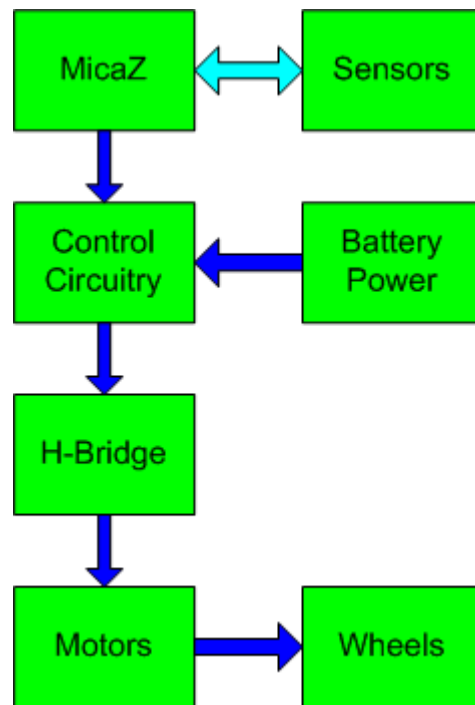 MicaZ
Sensors
Control
Circuitry
Battery
Power
H-Bridge
Motors
Wheels